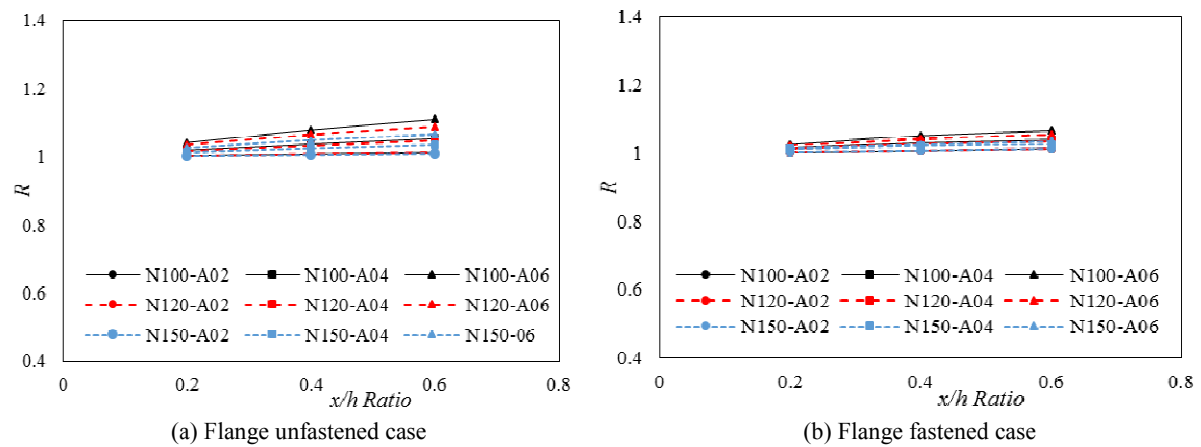 1.4
1.2
1
0.8
0.6
0.4
R
N100-A02 N100-A04 N100-A06
N120-A02 N120-A04 N120-A06
N150-A02 N150-A04 N150-06
0 0.2 0.4 0.6 0.8
x/h Ratio
(a) Flange unfastened case
1.4
1.2
1
0.8
0.6
0.4
R
N100-A02 N100-A04 N100-A06
N120-A02 N120-A04 N120-A06
N150-A02 N150-A04 N150-A06
0 0.2 0.4 0.6 0.8
x/h Ratio
(b) Flange fastened case